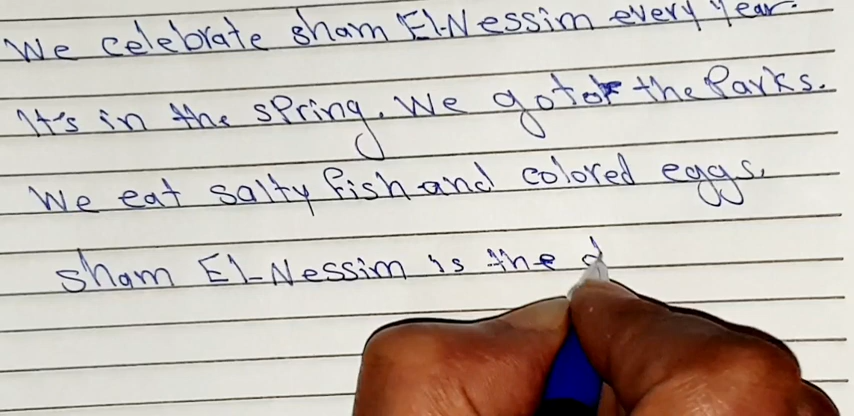 We celebrate sham El-Nessim every year.
It's in the spring. We go to the Parks.
We eat salty fish and colored eggs.
sham El-Nessim is the d